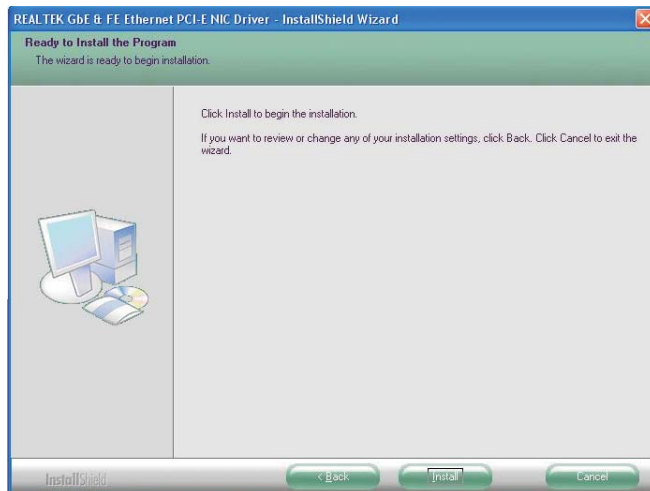 REALTEK GbE & FE Ethernet PCI-E NIC Driver - InstallShield Wizard
Ready to Install the Program
The wizard is ready to begin installation.
Click Install to begin the installation.
If you want to review or change any of your installation settings, click Back. Click Cancel to exit the
wizard.
InstallShield
< Back
Install
Cancel